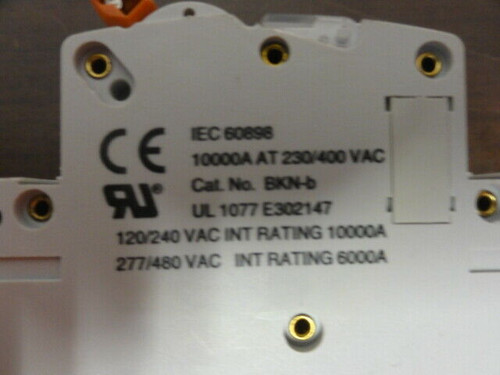 CE IEC 60898
10000A AT 230/400 VAC
Cat. No. BKN-b
RU® UL 1077 E302147
120/240 VAC INT RATING 10000A
277/480 VAC INT RATING 6000A